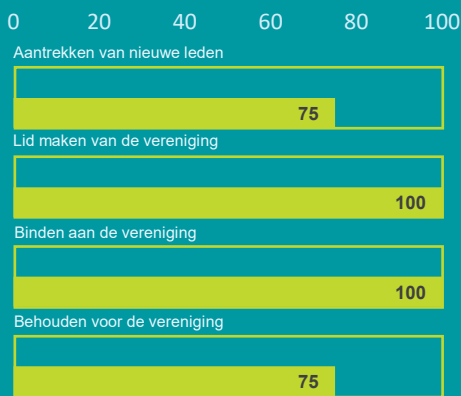 0 20 40 60 80 100
Aantrekken van nieuwe leden
75
Lid maken van de vereniging
100
Binden aan de vereniging
100
Behouden voor de vereniging
75